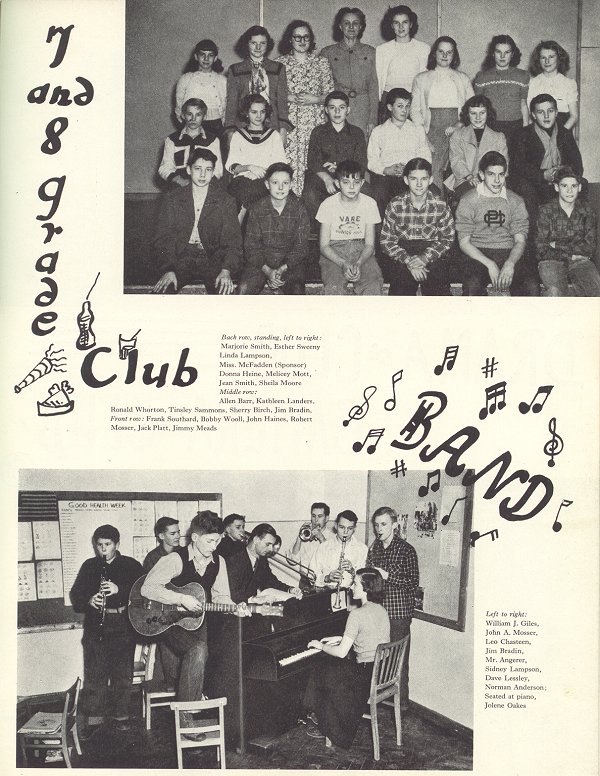 7
and
8
grade
Club
Back row, standing, left to right:
Marjorie Smith, Esther Sweeny
Linda Lampson,
Miss. McFadden (Sponsor)
Donna Heine, Melicey Mott,
Jean Smith, Sheila Moore
Middle row:
Allen Barr, Kathleen Landers,
Ronald Whorton, Tinsley Sammons, Sherry Birch, Jim Bradin,
Front row: Frank Southard, Bobby Wooll, John Haines, Robert
Mosser, Jack Platt, Jimmy Meads
BAND
GOOD HEALTH WEEK
Left to right:
William J. Giles,
John A. Mosser,
Leo Chasteen,
Jim Bradin,
Mr. Angerer,
Sidney Lampson,
Dave Lessley,
Norman Anderson;
Seated at piano,
Jolene Oakes